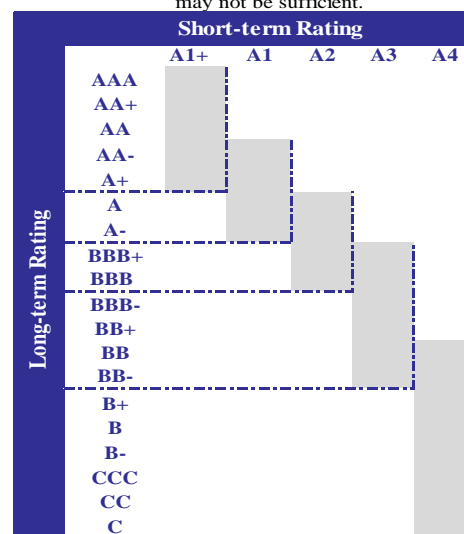 may not be sufficient.
Short-term Rating
A1+ A1 A2 A3 A4
Long-term Rating
AAA
AA+
AA
AA-
A+
A
A-
BBB+
BBB
BBB-
BB+
BB
BB-
B+
B
B-
CCC
CC
C